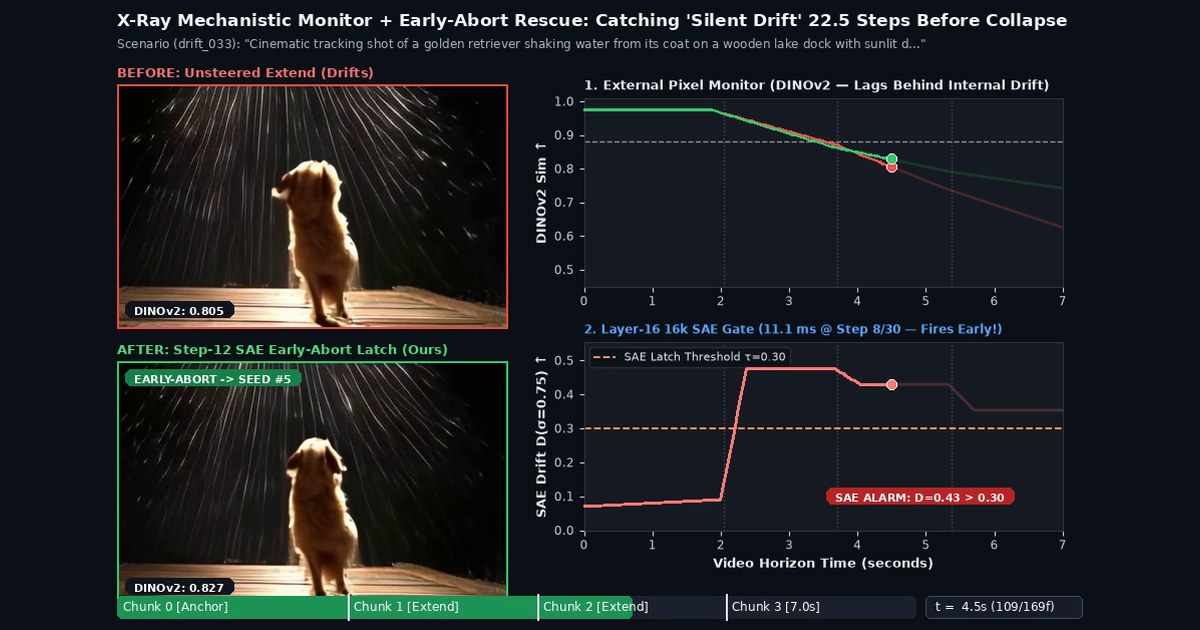 X-Ray Mechanistic Monitor + Early-Abort Rescue: Catching 'Silent Drift' 22.5 Steps Before Collapse
Scenario (drift_033): "Cinematic tracking shot of a golden retriever shaking water from its coat on a wooden lake dock with sunlit d..."
BEFORE: Unsteered Extend (Drifts)
DINOv2: 0.805
AFTER: Step-12 SAE Early-Abort Latch (Ours)
EARLY-ABORT -> SEED #5
DINOv2: 0.827
1. External Pixel Monitor (DINOv2 — Lags Behind Internal Drift)
DINOv2 Sim ↑
1.0
0.9
0.8
0.7
0.6
0.5
0 1 2 3 4 5 6 7
2. Layer-16 16k SAE Gate (11.1 ms @ Step 8/30 — Fires Early!)
SAE Drift D(σ=0.75) ↑
0.5
0.4
0.3
0.2
0.1
0.0
SAE Latch Threshold τ=0.30
SAE ALARM: D=0.43 > 0.30
0 1 2 3 4 5 6 7
Video Horizon Time (seconds)
Chunk 0 [Anchor]
Chunk 1 [Extend]
Chunk 2 [Extend]
Chunk 3 [7.0s]
t = 4.5s (109/169f)